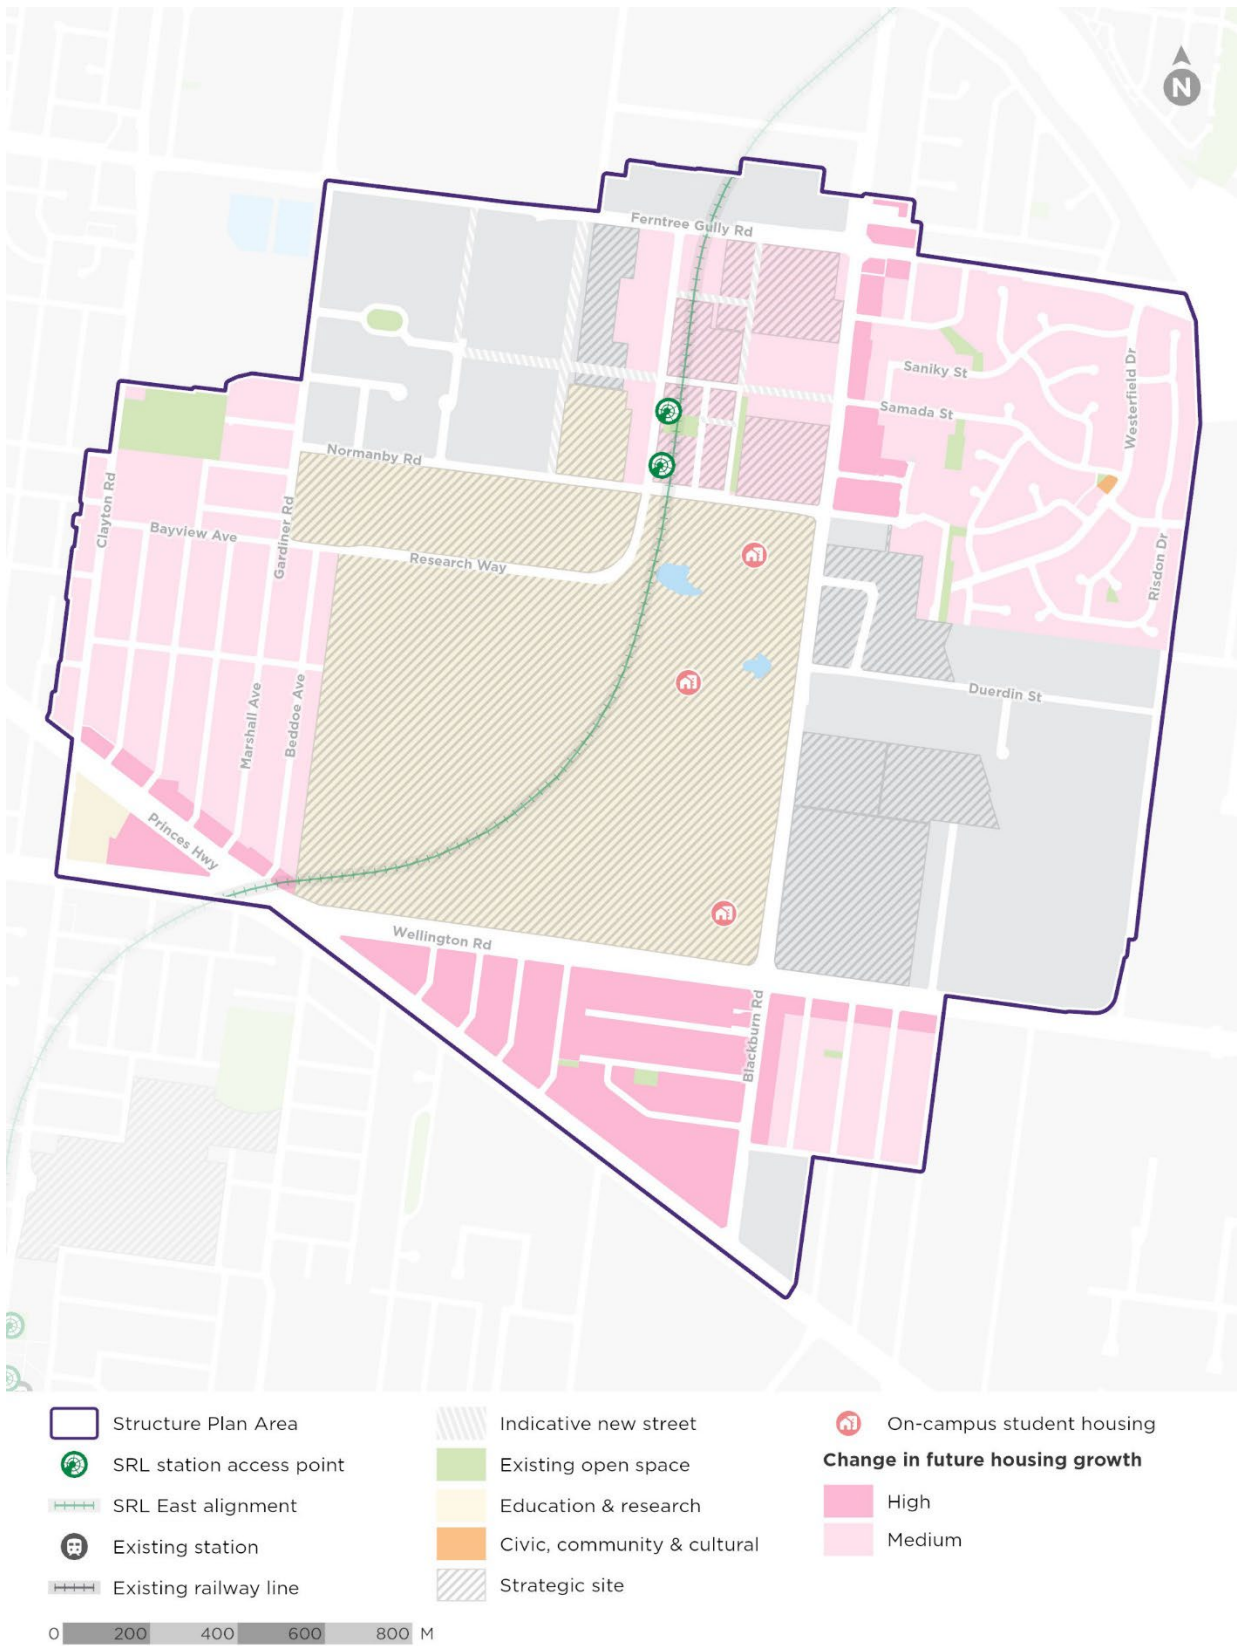 N
Ferntree Gully Rd
Saniky St
Westerfield Dr
Samada St
Normanby Rd
Clayton Rd
Bayview Ave
Gardiner Rd
Research Way
Risdon Dr
Duerdin St
Marshall Ave
Beddoe Ave
Princes Hwy
Wellington Rd
Blackburn Rd
Structure Plan Area
SRL station access point
SRL East alignment
Existing station
Existing railway line
Indicative new street
Existing open space
Education & research
Civic, community & cultural
Strategic site
On-campus student housing
Change in future housing growth
High
Medium
0 200 400 600 800 M